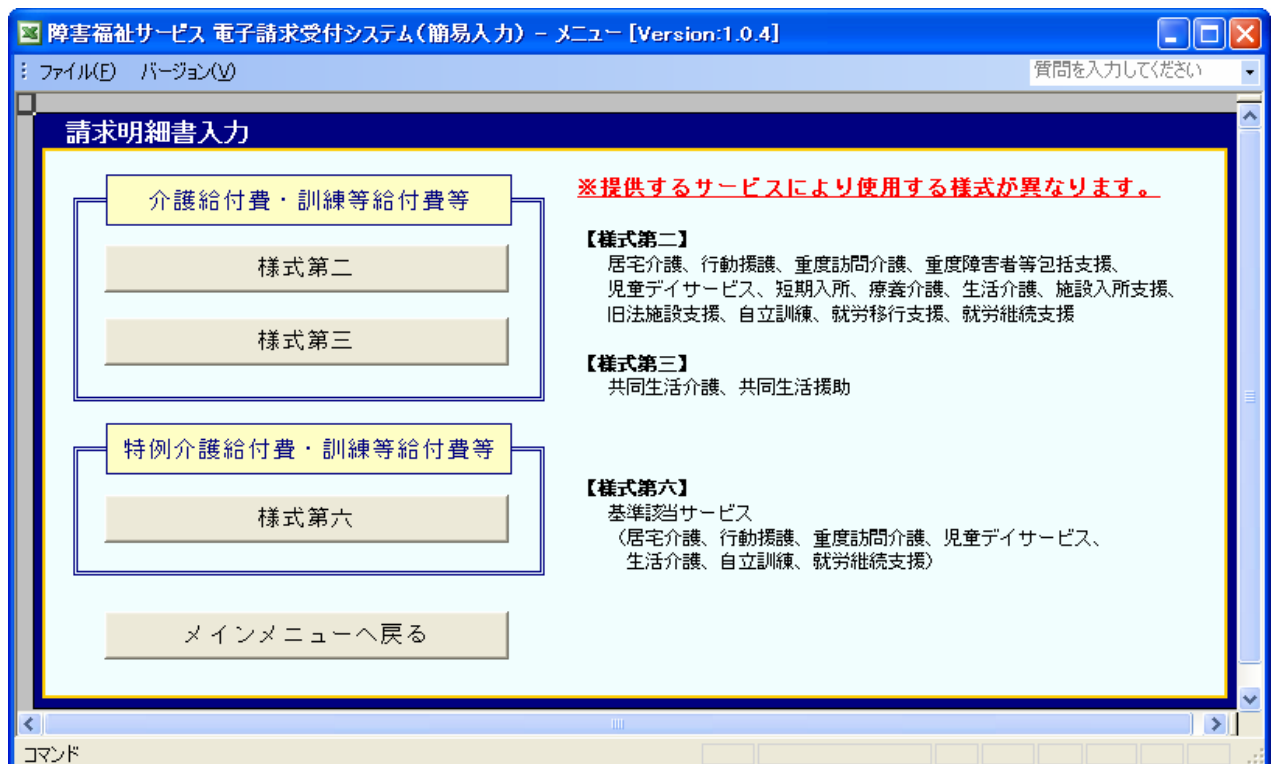 障害福祉サービス 電子請求受付システム(簡易入力) - メニュー [Version:1.0.4]
ファイル(F) バージョン(V) 質問を入力してください
請求明細書入力
介護給付費・訓練等給付費等
様式第二
様式第三
特例介護給付費・訓練等給付費等
様式第六
メインメニューへ戻る
※提供するサービスにより使用する様式が異なります。
【様式第二】
居宅介護、行動援護、重度訪問介護、重度障害者等包括支援、
児童デイサービス、短期入所、療養介護、生活介護、施設入所支援、
旧法施設支援、自立訓練、就労移行支援、就労継続支援
【様式第三】
共同生活介護、共同生活援助
【様式第六】
基準該当サービス
(居宅介護、行動援護、重度訪問介護、児童デイサービス、
生活介護、自立訓練、就労継続支援)
コマンド